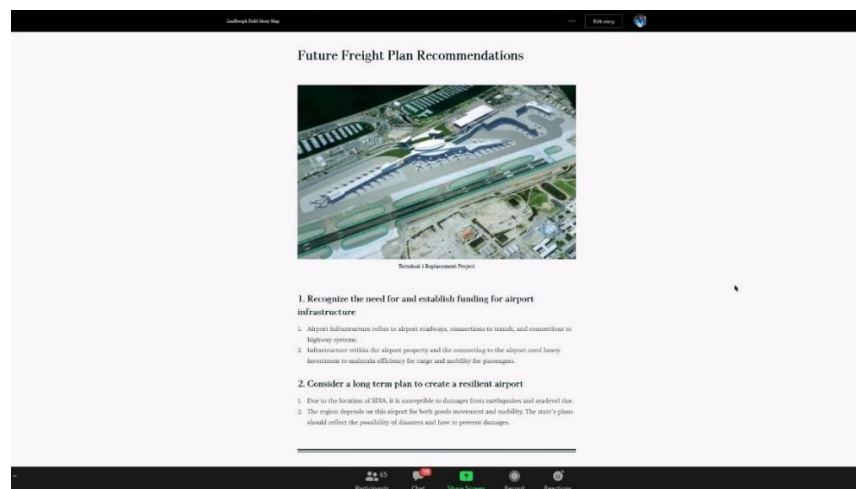 Lindbergh Field Story Map
Edit story
Future Freight Plan Recommendations
Terminal 1 Replacement Project
1. Recognize the need for and establish funding for airport
infrastructure
1. Airport Infrastructure refers to airport roadways, connections to transit, and connections to
highway systems.
2. Infrastructure within the airport property and the connecting to the airport need heavy
investment to maintain efficiency for cargo and mobility for passengers.
2. Consider a long-term plan to create a resilient airport
1. Due to the location of SDIA, it is susceptible to damages from earthquakes and sea-level rise.
2. The region depends on this airport for both goods movement and mobility. The state's plans
should reflect the possibility of disasters and how to prevent damages.
65
19
Participants Chat Share Screen Record Reactions